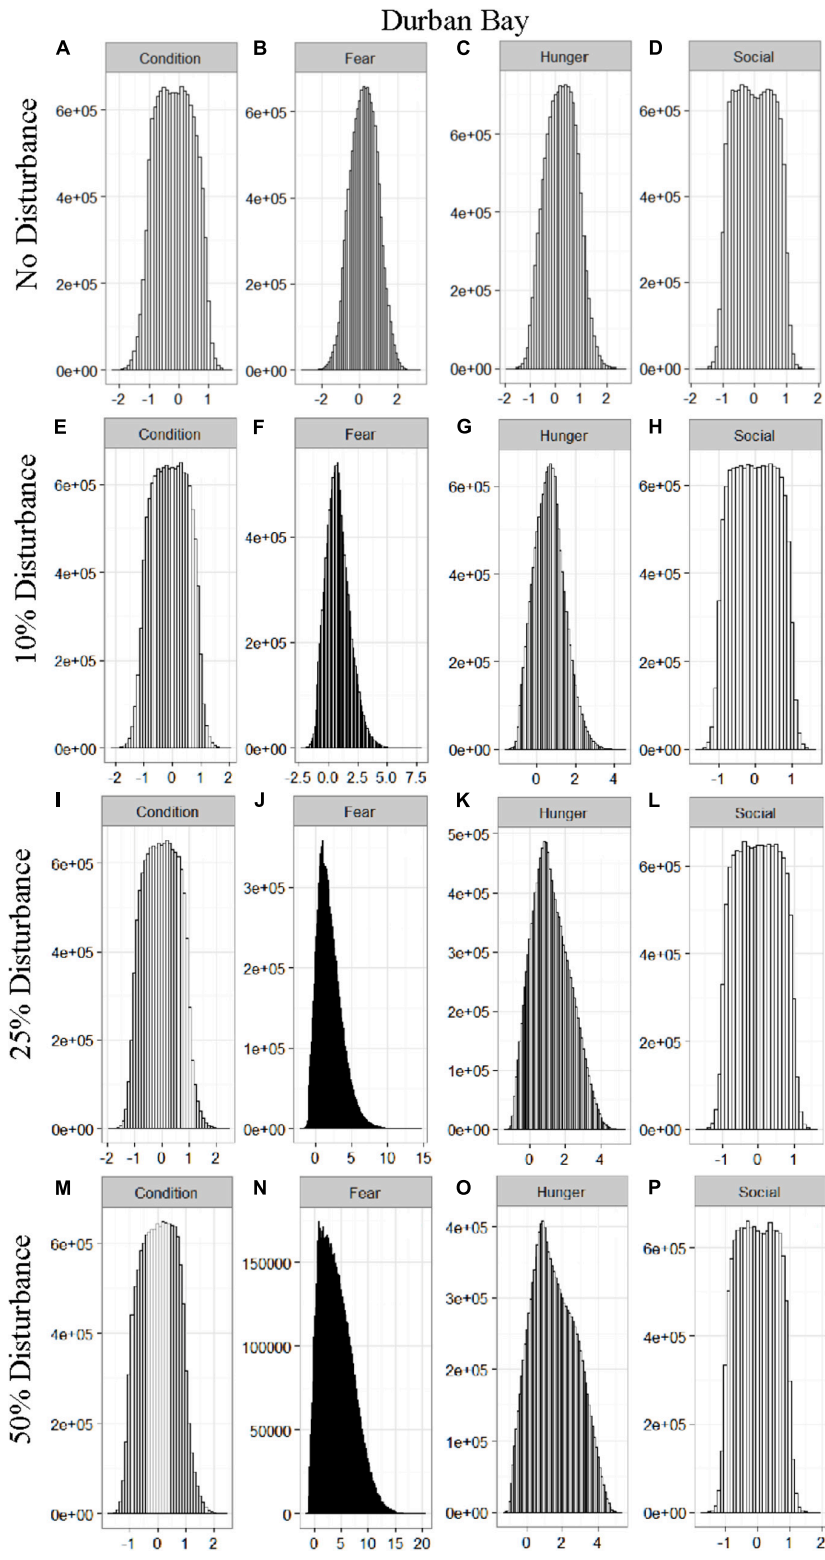 Durban Bay
A Condition B Fear C Hunger D Social
No Disturbance
6e+05 6e+05 6e+05 6e+05
4e+05 4e+05 4e+05 4e+05
2e+05 2e+05 2e+05 2e+05
0e+00 0e+00 0e+00 0e+00
-2 -1 0 1 -2 0 2 -2 -1 0 1 2 -2 -1 0 1 2
E Condition F Fear G Hunger H Social
10% Disturbance
6e+05 4e+05 6e+05 6e+05
4e+05 2e+05 4e+05 4e+05
2e+05 0e+00 2e+05 2e+05
0e+00 0e+00 0e+00
-2 -1 0 1 2 -2.5 0.0 2.5 5.0 7.5 0 2 4 -1 0 1
I Condition J Fear K Hunger L Social
25% Disturbance
6e+05 3e+05 5e+05 6e+05
4e+05 2e+05 4e+05 4e+05
2e+05 1e+05 3e+05 2e+05
0e+00 0e+00 2e+05 0e+00
1e+05
0e+00
-2 -1 0 1 2 0 5 10 15 0 2 4 -1 0 1
M Condition N Fear O Hunger P Social
50% Disturbance
6e+05 150000 4e+05 6e+05
4e+05 100000 3e+05 4e+05
2e+05 50000 2e+05 2e+05
0e+00 0 1e+05 0e+00
0e+00
-1 0 1 2 0 5 10 15 20 0 2 4 -1 0 1 2